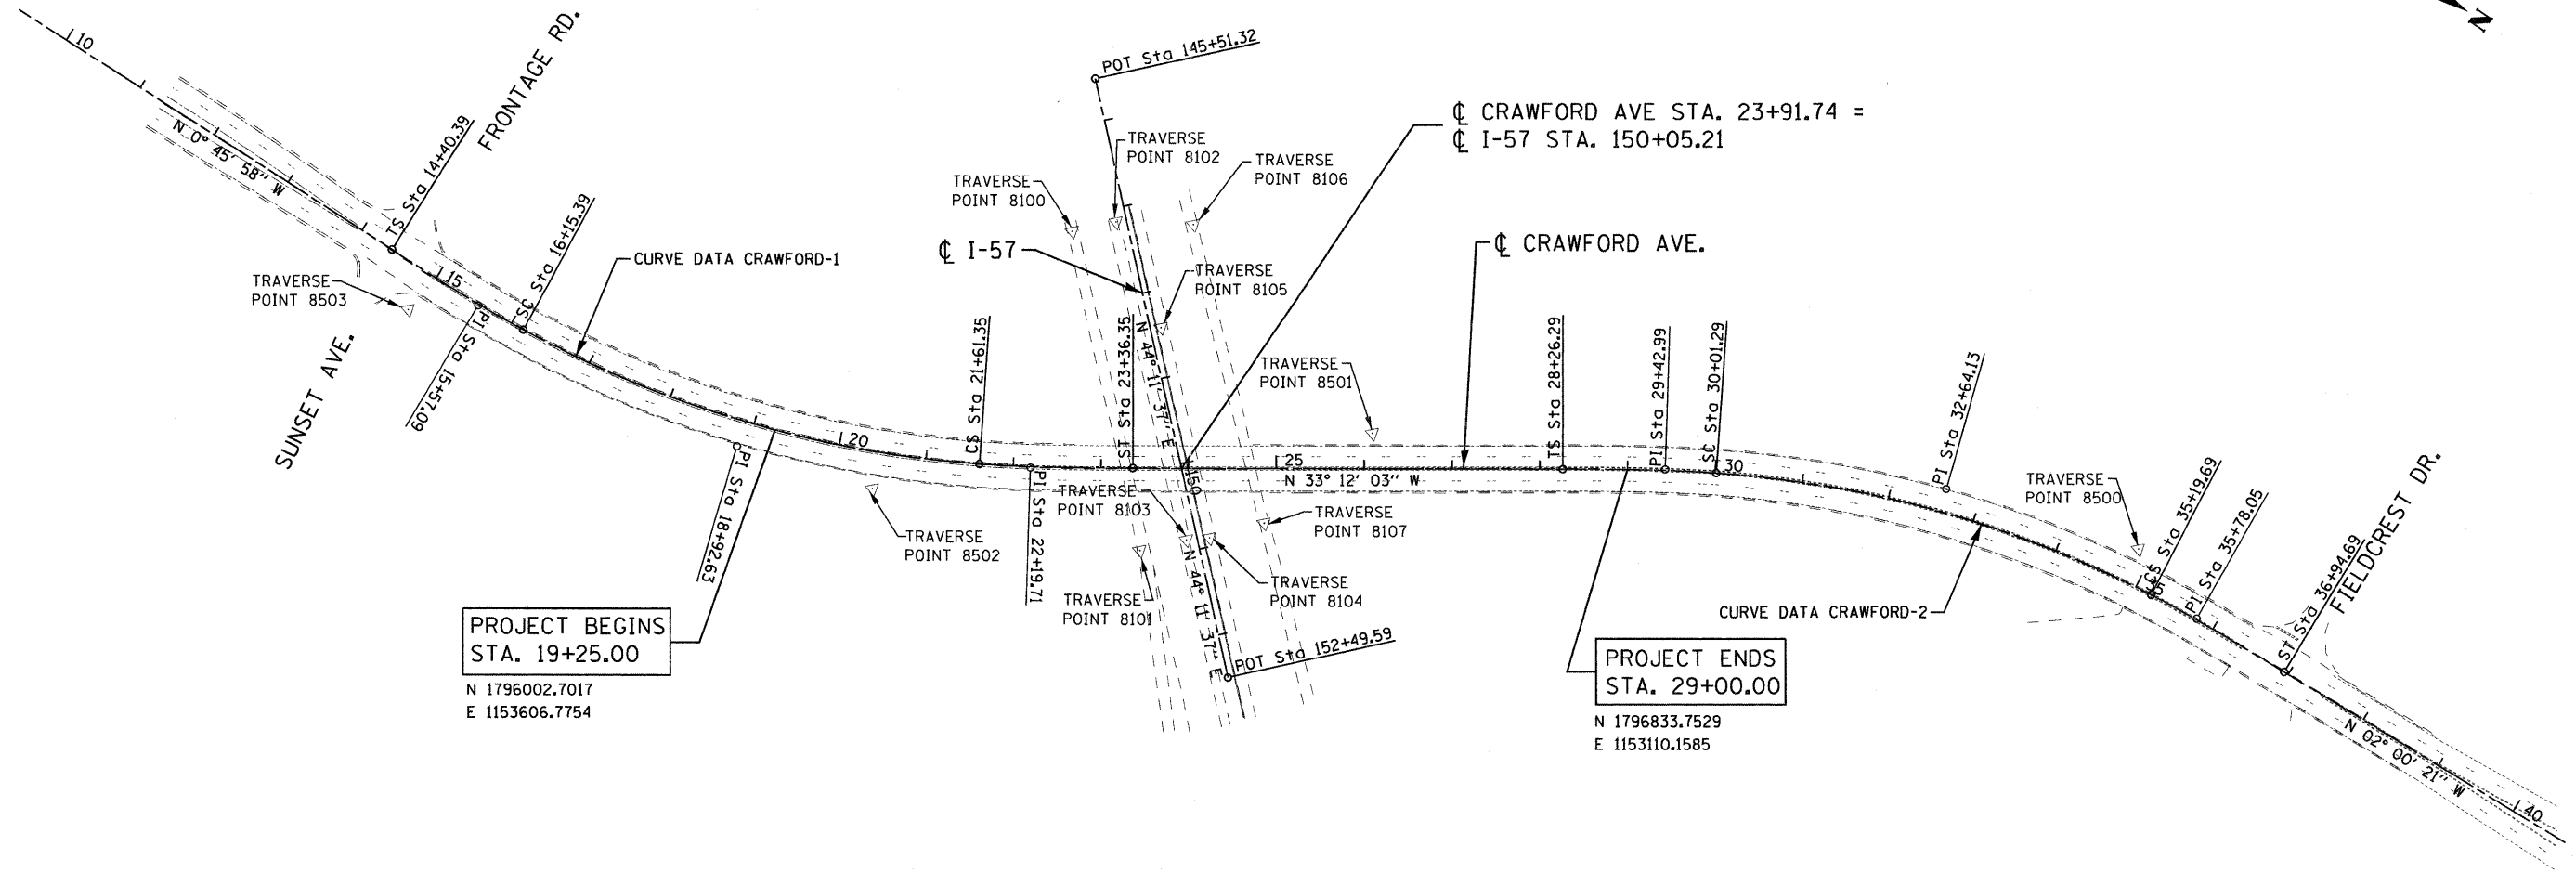 N
10
FRONTAGE RD.
POT Sta 145+51.32
℄ CRAWFORD AVE STA. 23+91.74 =
℄ I-57 STA. 150+05.21
N 0° 45' 58" W
TS Sta 14+40.39
TRAVERSE
POINT 8102
TRAVERSE
POINT 8106
TRAVERSE
POINT 8100
℄ I-57
℄ CRAWFORD AVE.
SC Sta 16+15.39
CURVE DATA CRAWFORD-1
TRAVERSE
POINT 8503
15
TRAVERSE
POINT 8105
PI Sta 15+57.09
SUNSET AVE.
CS Sta 21+61.35
ST Sta 23+36.35
N 44° 11' 37" E
TRAVERSE
POINT 8501
TS Sta 28+26.29
PI Sta 29+42.99
SC Sta 30+01.29
PI Sta 32+64.13
20
25
30
N 33° 12' 03" W
150
PI Sta 18+92.63
PI Sta 22+19.71
TRAVERSE
POINT 8103
TRAVERSE
POINT 8502
TRAVERSE
POINT 8107
TRAVERSE
POINT 8500
CS Sta 35+19.69
35
PI Sta 35+78.05
ST Sta 36+94.69
FIELDCREST DR.
TRAVERSE
POINT 8101
N 44° 11' 37" E
TRAVERSE
POINT 8104
CURVE DATA CRAWFORD-2
PROJECT BEGINS
STA. 19+25.00
N 1796002.7017
E 1153606.7754
POT Sta 152+49.59
PROJECT ENDS
STA. 29+00.00
N 1796833.7529
E 1153110.1585
N 02° 00' 21" W
40